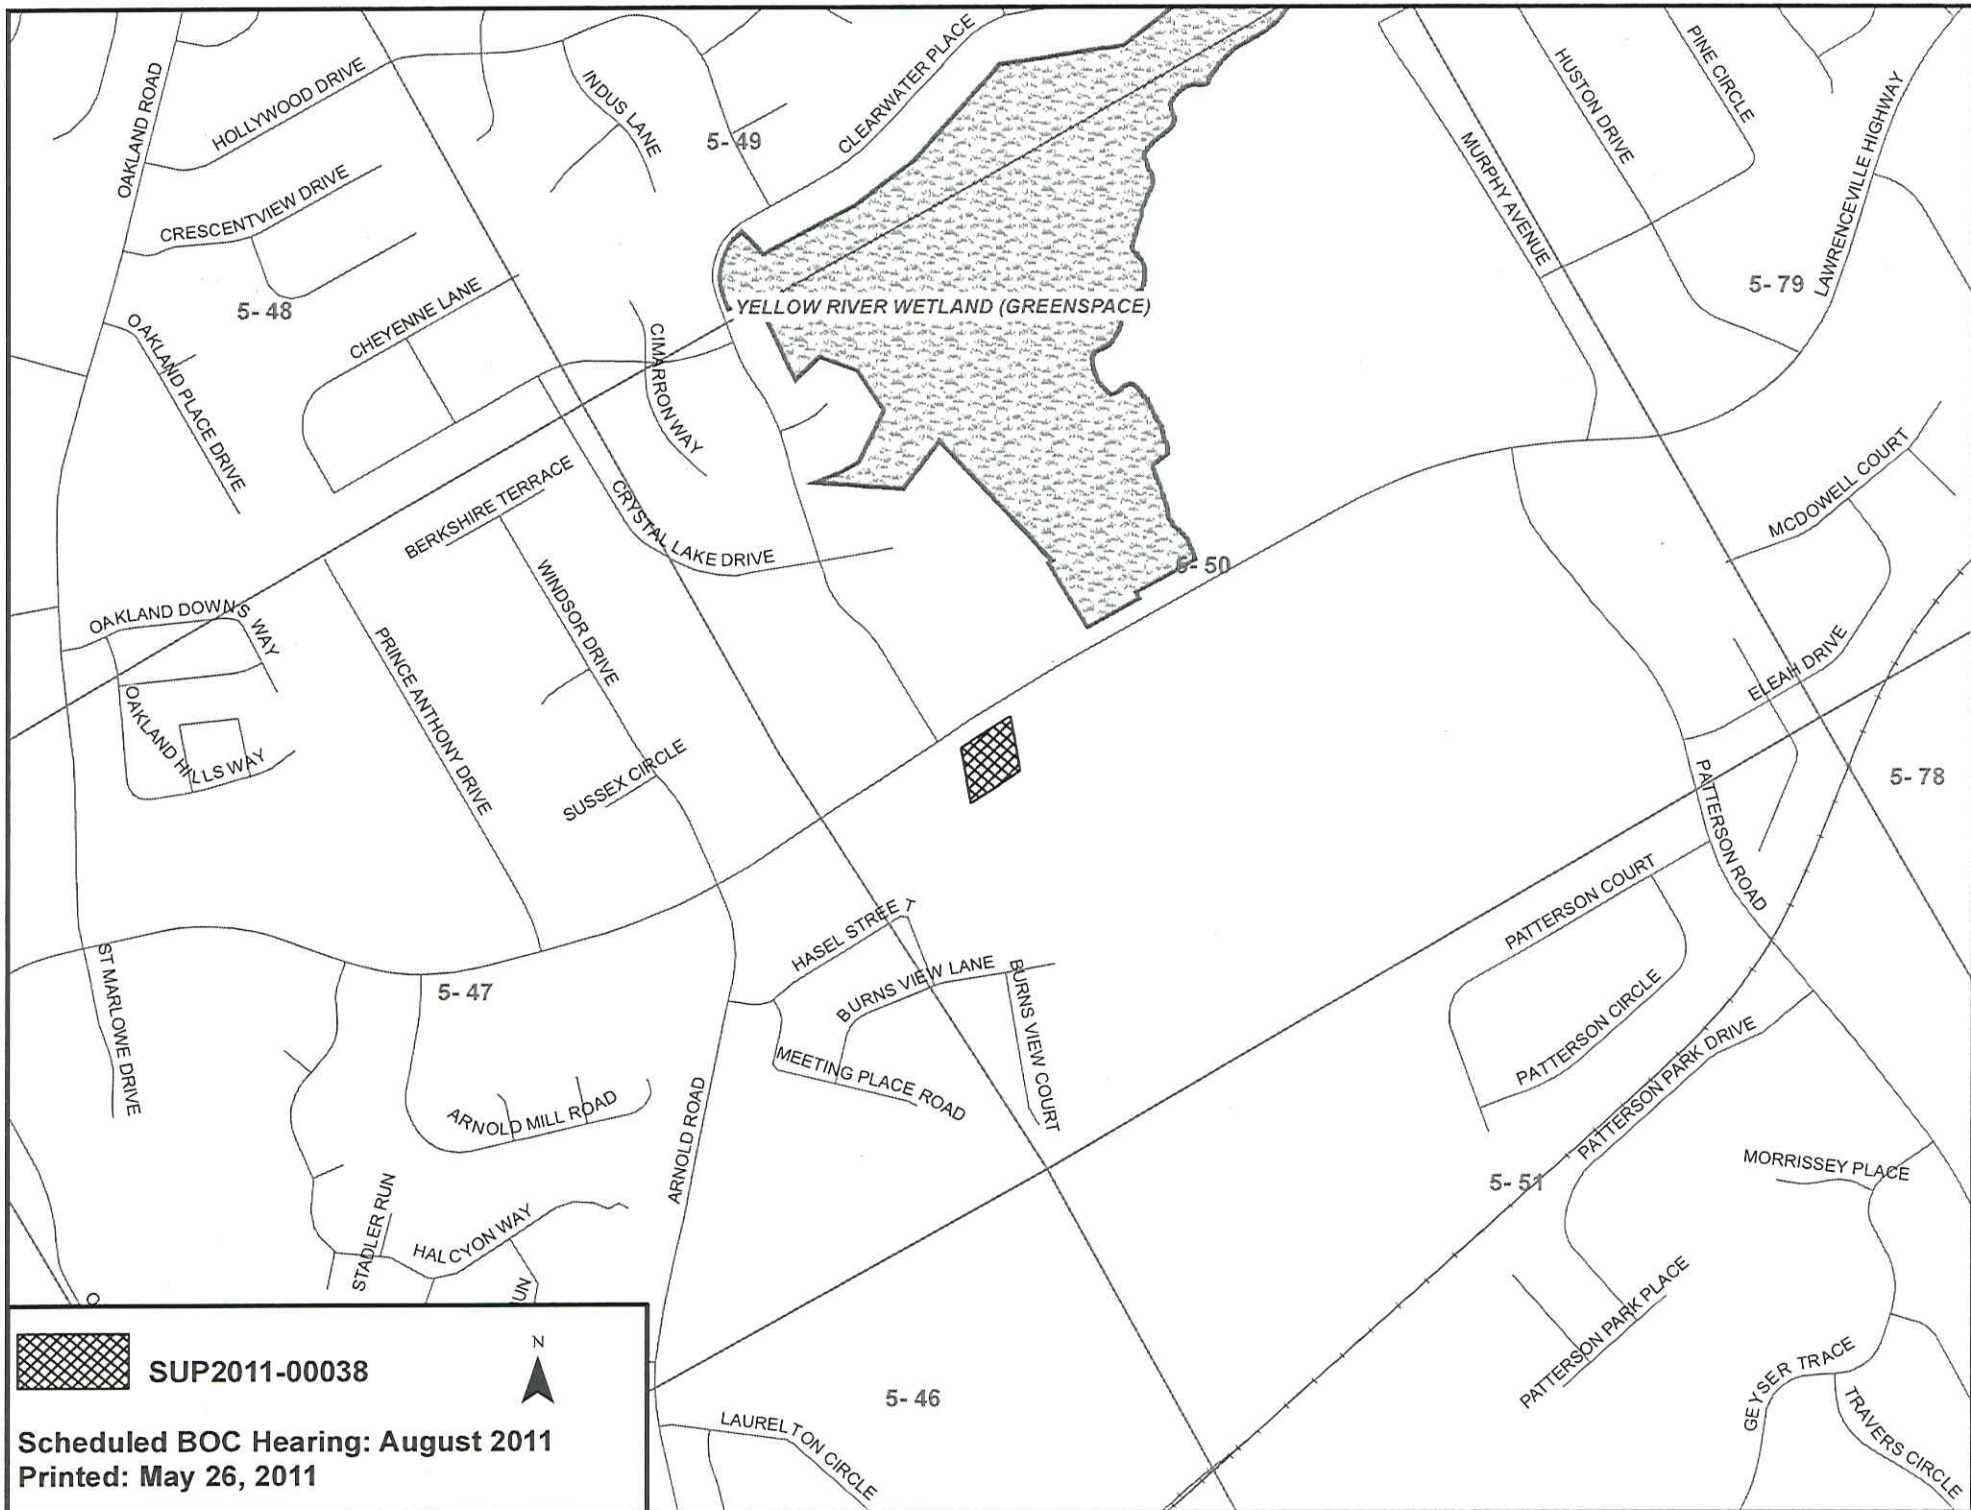 OAKLAND ROAD
HOLLYWOOD DRIVE
INDUS LANE
5-49
CLEARWATER PLACE
HUSTON DRIVE
PINE CIRCLE
LAWRENCEVILLE HIGHWAY
MURPHY AVENUE
CRESCENTVIEW DRIVE
5-48
CHEYENNE LANE
OAKLAND PLACE DRIVE
CIMARRON WAY
YELLOW RIVER WETLAND (GREENSPACE)
5-79
MCDOWELL COURT
BERKSHIRE TERRACE
CRYSTAL LAKE DRIVE
5-50
WINDSOR DRIVE
OAKLAND DOWNS WAY
PRINCE ANTHONY DRIVE
OAKLAND HILLS WAY
SUSSEX CIRCLE
ELEAH DRIVE
5-78
PATTERSON ROAD
PATTERSON COURT
HASEL STREET
BURNS VIEW LANE
BURNS VIEW COURT
5-47
ST MARLOWE DRIVE
MEETING PLACE ROAD
ARNOLD MILL ROAD
ARNOLD ROAD
PATTERSON CIRCLE
PATTERSON PARK DRIVE
MORRISSEY PLACE
5-51
STADLER RUN
HALCYON WAY
UN
O
PATTERSON PARK PLACE
GEYSER TRACE
TRAVERS CIRCLE
5-46
LAURELTON CIRCLE
N
SUP2011-00038
Scheduled BOC Hearing: August 2011
Printed: May 26, 2011